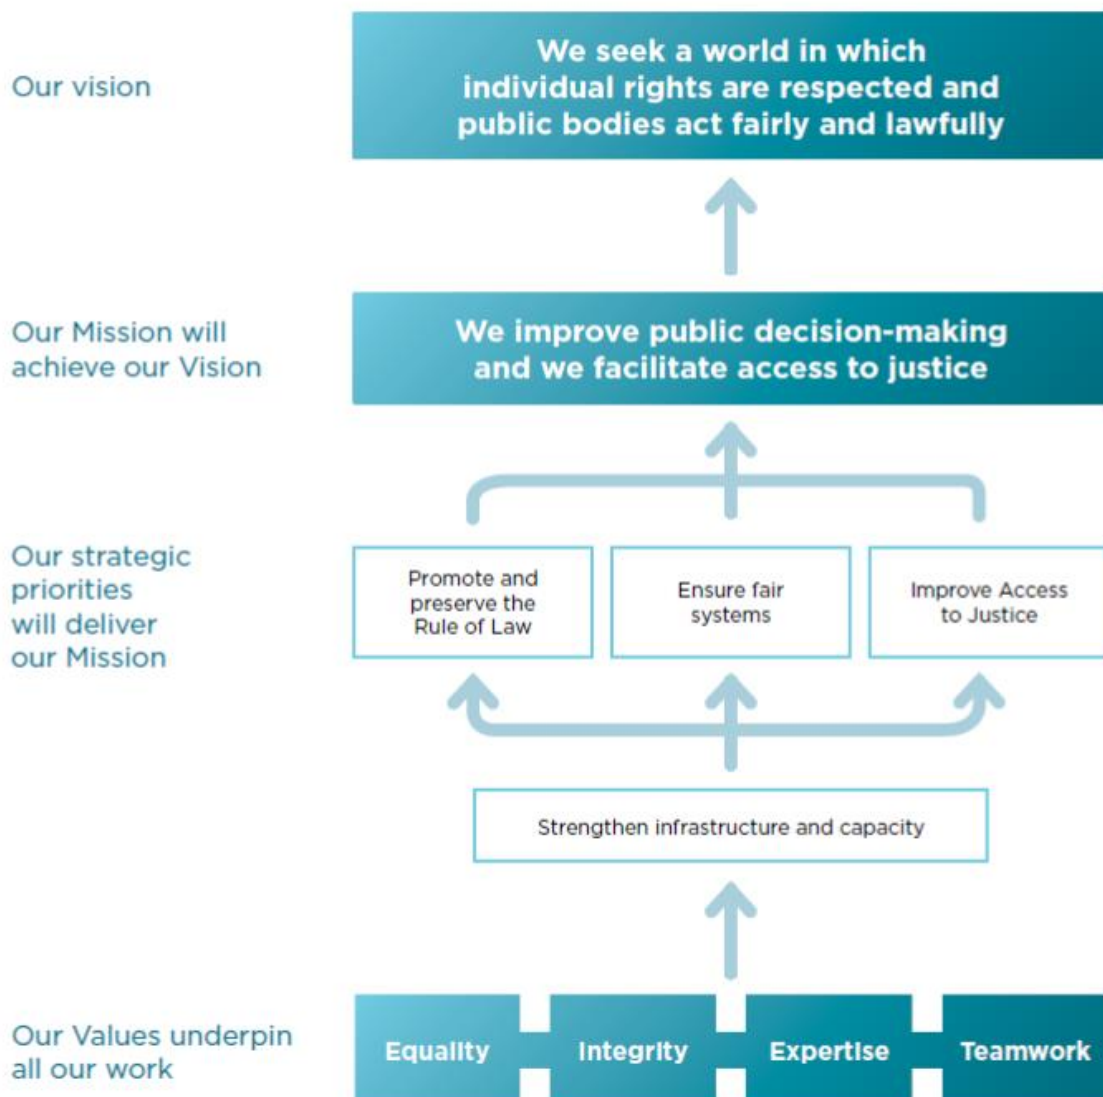 Our vision
We seek a world in which
individual rights are respected and
public bodies act fairly and lawfully
Our Mission will
achieve our Vision
We improve public decision-making
and we facilitate access to justice
Our strategic
priorities
will deliver
our Mission
Promote and
preserve the
Rule of Law
Ensure fair
systems
Improve Access
to Justice
Strengthen infrastructure and capacity
Our Values underpin
all our work
Equality
Integrity
Expertise
Teamwork